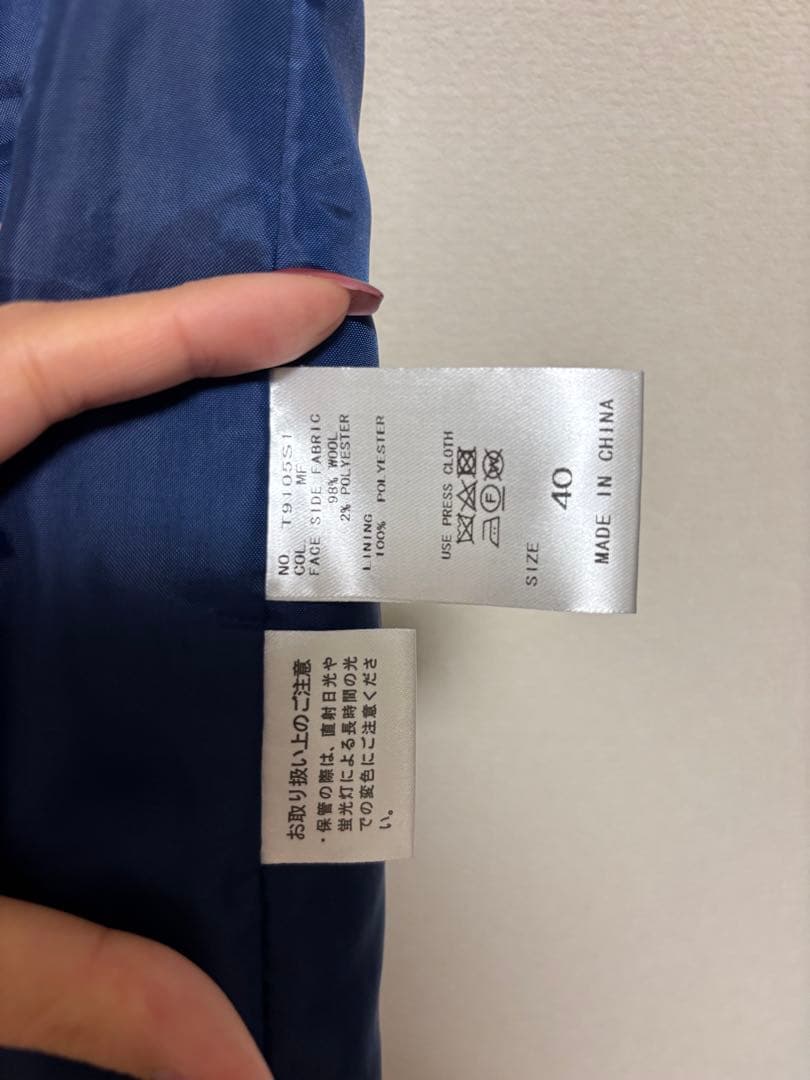 NO. T9105S1
COL. MF
FACE SIDE FABRIC
98% WOOL
2% POLYESTER
LINING
100% POLYESTER
USE PRESS CLOTH
F W
SIZE 40
MADE IN CHINA
お取り扱い上のご注意
・保管の際は、直射日光や
蛍光灯による長時間の光
での変色にご注意くださ
い。